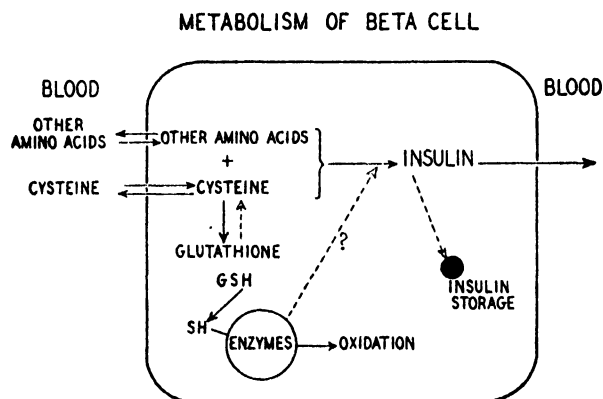 METABOLISM OF BETA CELL
BLOOD
BLOOD
OTHER
AMINO ACIDS
OTHER AMINO ACIDS
+
INSULIN
CYSTEINE
CYSTEINE
GLUTATHIONE
?
GSH
INSULIN
STORAGE
SH
ENZYMES
OXIDATION